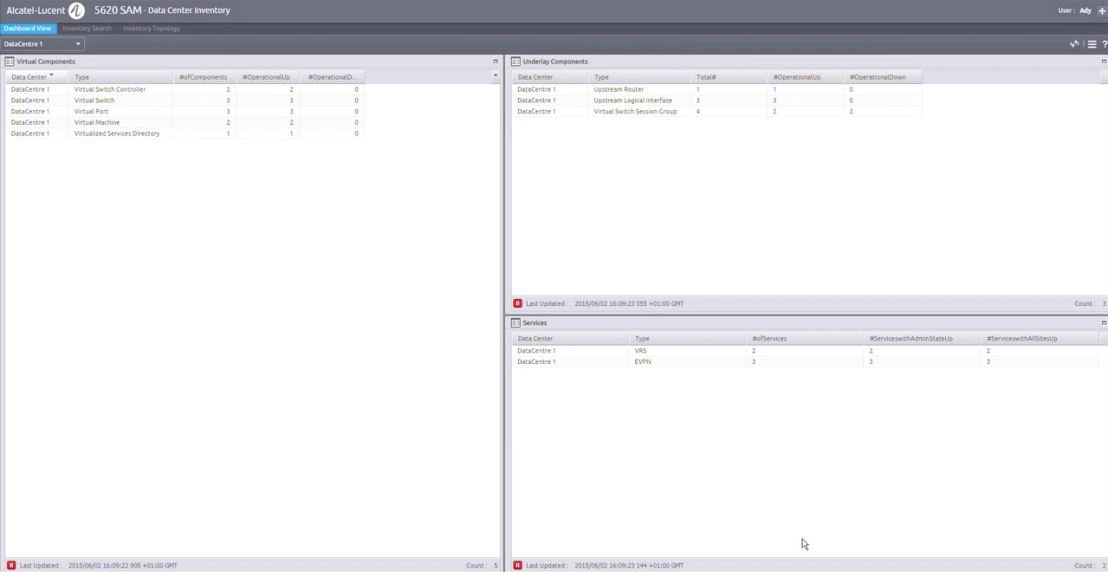 Alcatel-Lucent 5620 SAM - Data Center Inventory User : Ady
Dashboard View Inventory Search Inventory Topology
DataCentre 1
Virtual Components
Data Center Type #ofComponents #OperationalUp #OperationalD...
DataCentre 1 Virtual Switch Controller 2 2 0
DataCentre 1 Virtual Switch 3 3 0
DataCentre 1 Virtual Port 3 3 0
DataCentre 1 Virtual Machine 2 2 0
DataCentre 1 Virtualized Services Directory 1 1 0
Last Updated : 2015/06/02 16:09:22 905 +01:00 GMT Count : 5
Underlay Components
Data Center Type Total# #OperationalUp #OperationalDown
DataCentre 1 Upstream Router 1 1 0
DataCentre 1 Upstream Logical Interface 3 3 0
DataCentre 1 Virtual Switch Session Group 4 2 2
Last Updated : 2015/06/02 16:09:23 055 +01:00 GMT Count : 3
Services
Data Center Type #ofServices #ServiceswithAdminStateUp #ServiceswithAllSitesUp
DataCentre 1 VRS 2 2 2
DataCentre 1 EVPN 3 3 3
Last Updated : 2015/06/02 16:09:23 144 +01:00 GMT Count : 2